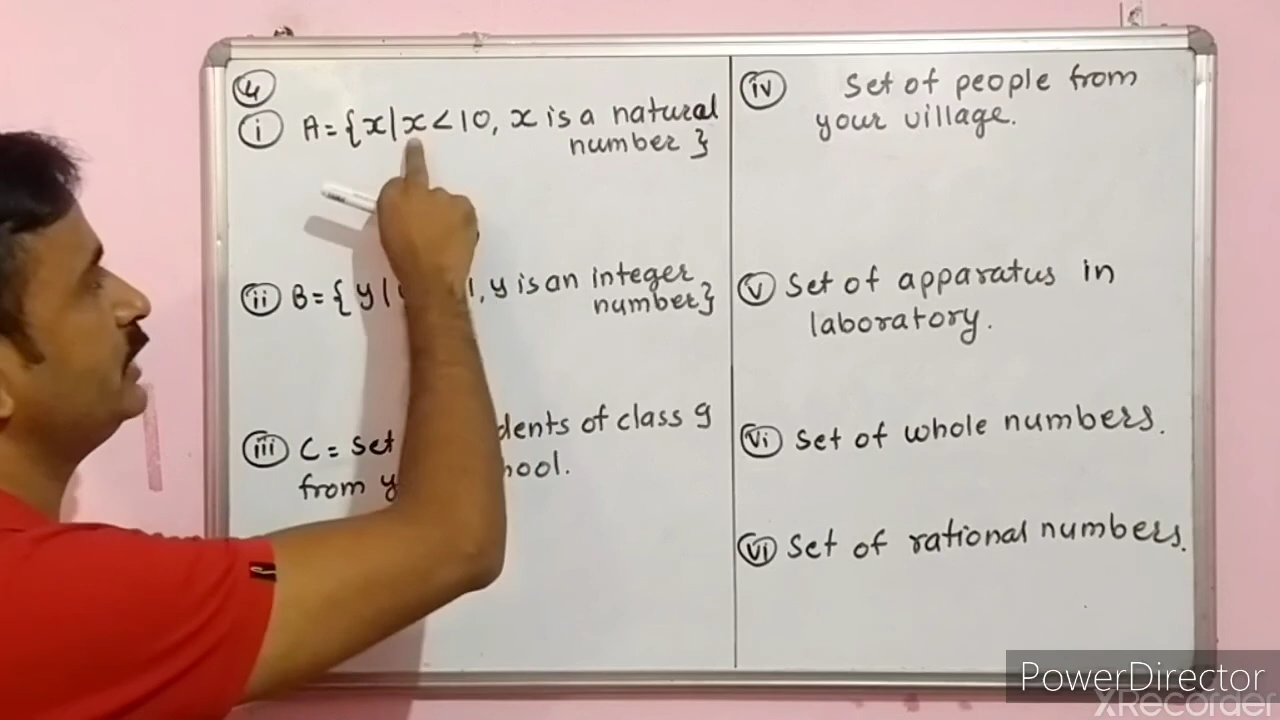 4
i A={x|x<10, x is a natural
number}
ii B={y| 1, y is an integer
number}
iii C = set of class 9
from
iv Set of people from
your village.
v Set of apparatus in
laboratory.
vi Set of whole numbers.
vi Set of rational numbers.
PowerDirector
XRecorder